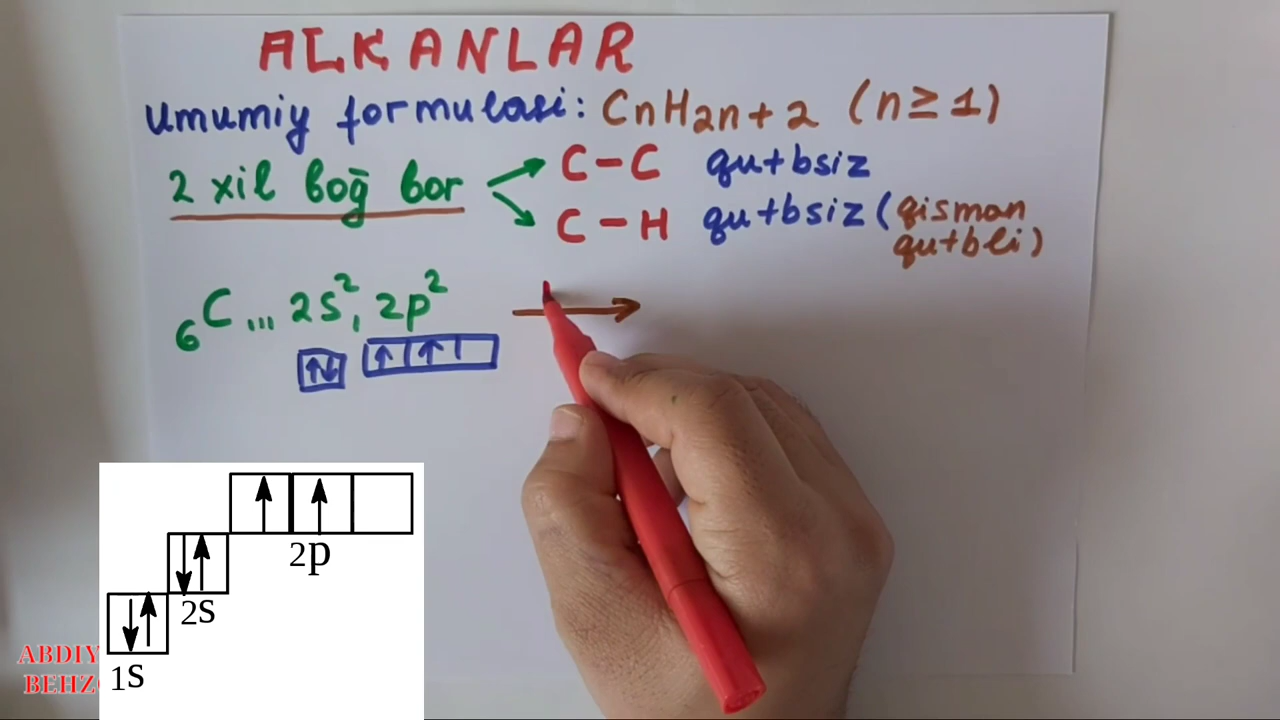 ALKANLAR
Umumiy formulasi: CnH2n+2 (n≥1)
2 xil boğ bor
C-C qutbsiz
C-H qutbsiz (qisman
qutbli)
6C... 2s², 2p²
2p
2s
1s
ABDIY
BEHZ